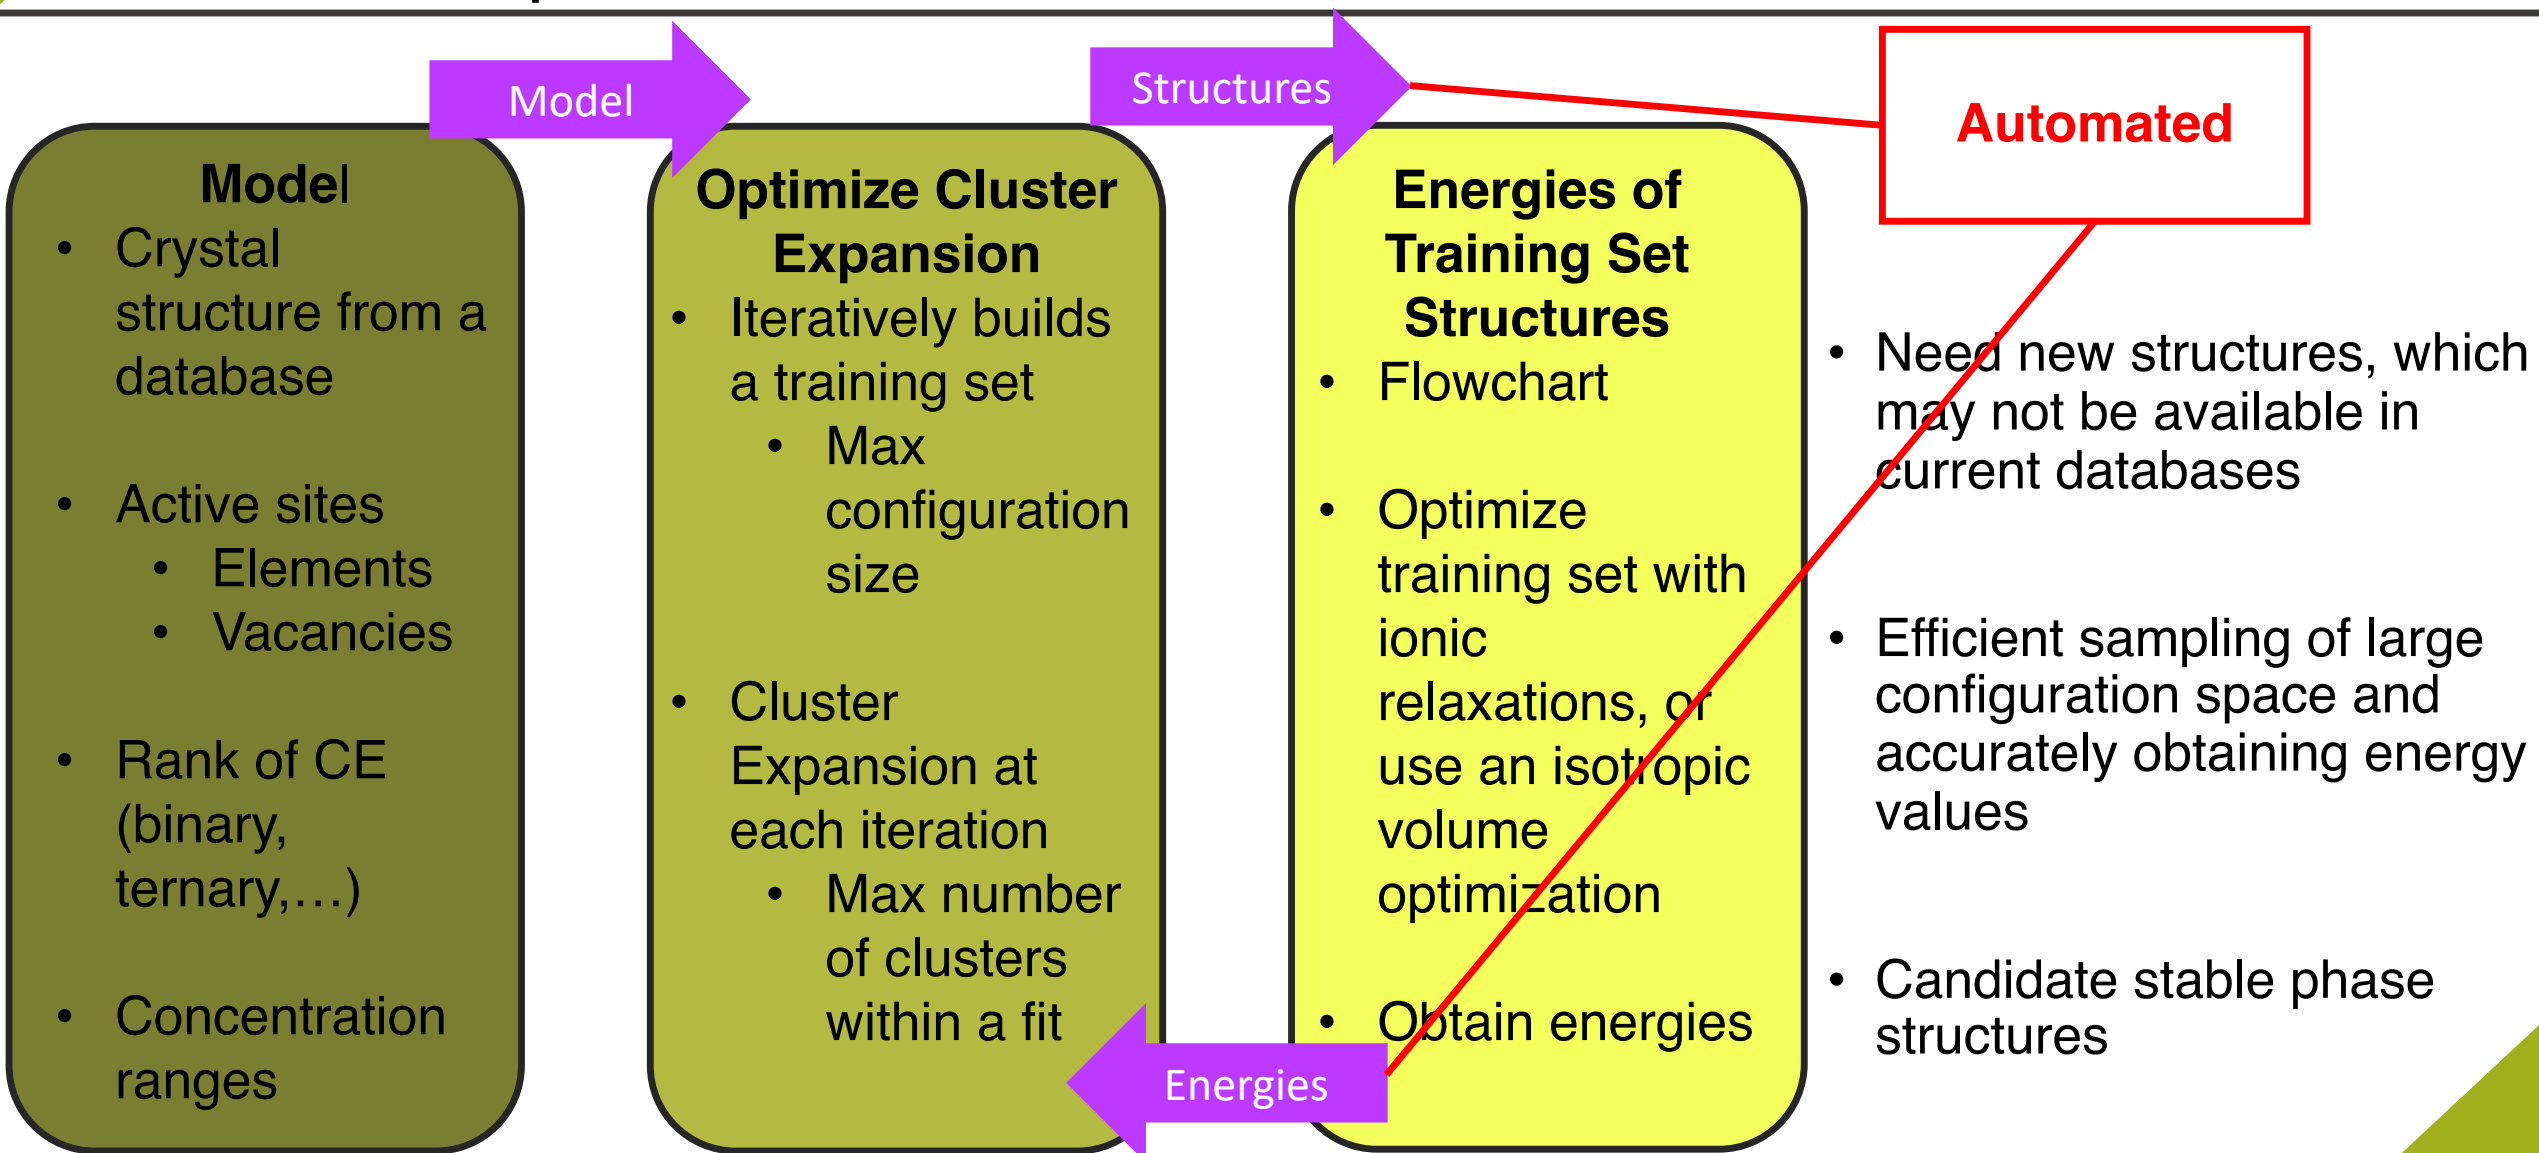 Model
Structures
Automated
Model
• Crystal
structure from a
database
• Active sites
• Elements
• Vacancies
• Rank of CE
(binary,
ternary,…)
• Concentration
ranges
Optimize Cluster
Expansion
• Iteratively builds
a training set
• Max
configuration
size
• Cluster
Expansion at
each iteration
• Max number
of clusters
within a fit
Energies of
Training Set
Structures
• Flowchart
• Optimize
training set with
ionic
relaxations, or
use an isotropic
volume
optimization
• Obtain energies
Energies
• Need new structures, which
may not be available in
current databases
• Efficient sampling of large
configuration space and
accurately obtaining energy
values
• Candidate stable phase
structures